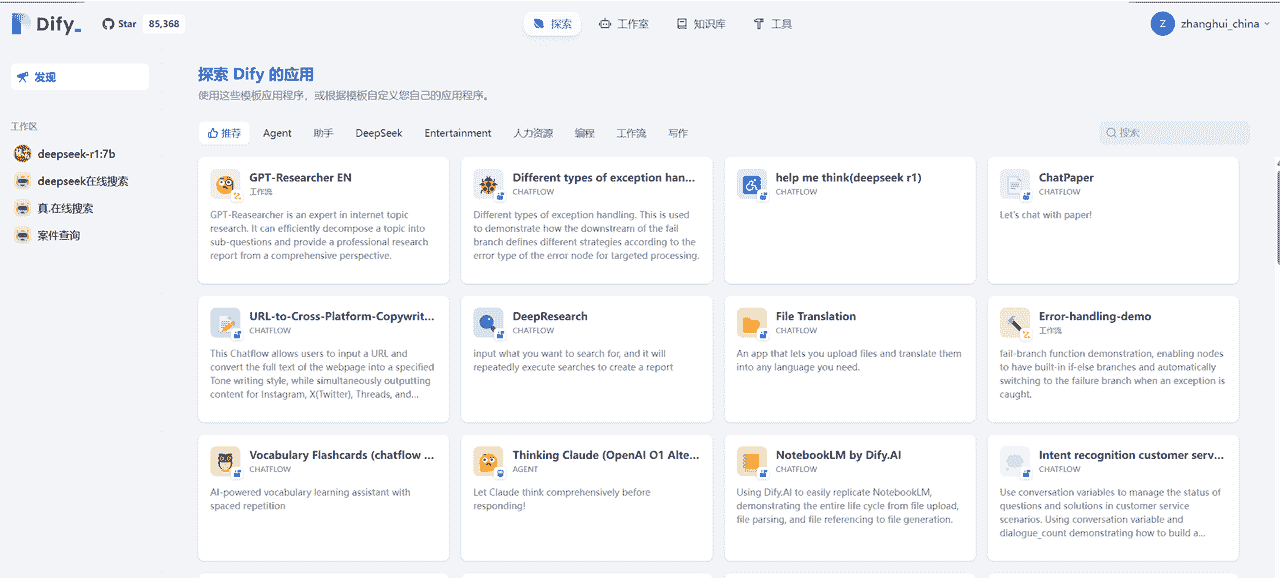 Dify_
Star 85,368
探索
工作室
知识库
工具
Z
zhanghui_china
发现
工作区
deepseek-r1:7b
deepseek在线搜索
真.在线搜索
案件查询
探索 Dify 的应用
使用这些模板应用程序，或根据模板自定义您自己的应用程序。
推荐 Agent 助手 DeepSeek Entertainment 人力资源 编程 工作流 写作
搜索
GPT-Researcher EN
工作流
GPT-Reasearcher is an expert in internet topic
research. It can efficiently decompose a topic into
sub-questions and provide a professional research
report from a comprehensive perspective.
Different types of exception han...
CHATFLOW
Different types of exception handling. This is used
to demonstrate how the downstream of the fail
branch defines different strategies according to the
error type of the error node for targeted processing.
help me think(deepseek r1)
CHATFLOW
ChatPaper
CHATFLOW
Let's chat with paper!
URL-to-Cross-Platform-Copywrit...
CHATFLOW
This Chatflow allows users to input a URL and
convert the full text of the webpage into a specified
Tone writing style, while simultaneously outputting
content for Instagram, X(Twitter), Threads, and...
DeepResearch
CHATFLOW
input what you want to search for, and it will
repeatedly execute searches to create a report
File Translation
CHATFLOW
An app that lets you upload files and translate them
into any language you need.
Error-handling-demo
工作流
fail-branch function demonstration, enabling nodes
to have built-in if-else branches and automatically
switching to the failure branch when an exception is
caught.
Vocabulary Flashcards (chatflow ...
CHATFLOW
AI-powered vocabulary learning assistant with
spaced repetition
Thinking Claude (OpenAI O1 Alte...
AGENT
Let Claude think comprehensively before
responding!
NotebookLM by Dify.AI
CHATFLOW
Using Dify.AI to easily replicate NotebookLM,
demonstrating the entire life cycle from file upload,
file parsing, and file referencing to file generation.
Intent recognition customer serv...
CHATFLOW
Use conversation variables to manage the status of
questions and solutions in customer service
scenarios. Using conversation variable and
dialogue_count demonstrating how to build a...